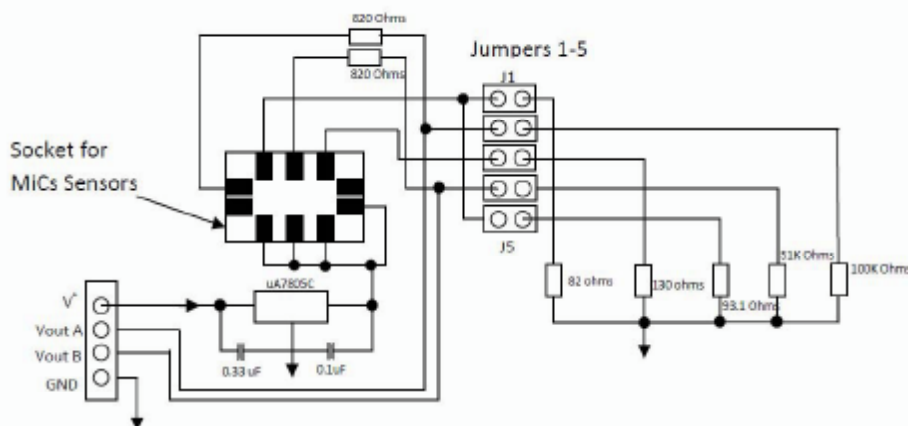 820 Ohms
820 Ohms
Jumpers 1-5
J1
Socket for
MiCs Sensors
J5
uA7805C
V+
Vout A
Vout B
GND
0.33 uF
0.1uF
82 ohms
130 ohms
93.1 Ohms
51K Ohms
100K Ohms